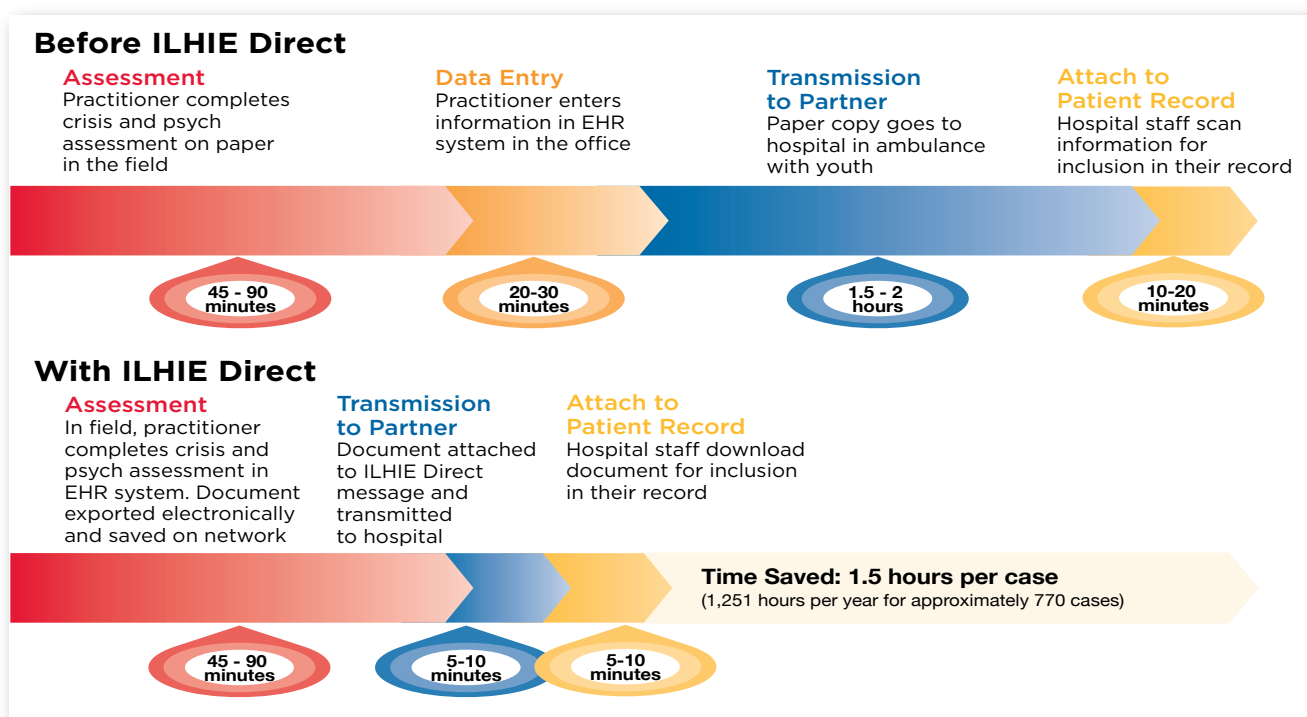 Before ILHIE Direct
Assessment
Practitioner completes
crisis and psych
assessment on paper
in the field
Data Entry
Practitioner enters
information in EHR
system in the office
Transmission
to Partner
Paper copy goes to
hospital in ambulance
with youth
Attach to
Patient Record
Hospital staff scan
information for
inclusion in their record
45 - 90
minutes
20-30
minutes
1.5 - 2
hours
10-20
minutes
With ILHIE Direct
Assessment
In field, practitioner
completes crisis and
psych assessment in
EHR system. Document
exported electronically
and saved on network
Transmission
to Partner
Document attached
to ILHIE Direct
message and
transmitted
to hospital
Attach to
Patient Record
Hospital staff download
document for inclusion
in their record
Time Saved: 1.5 hours per case
(1,251 hours per year for approximately 770 cases)
45 - 90
minutes
5-10
minutes
5-10
minutes